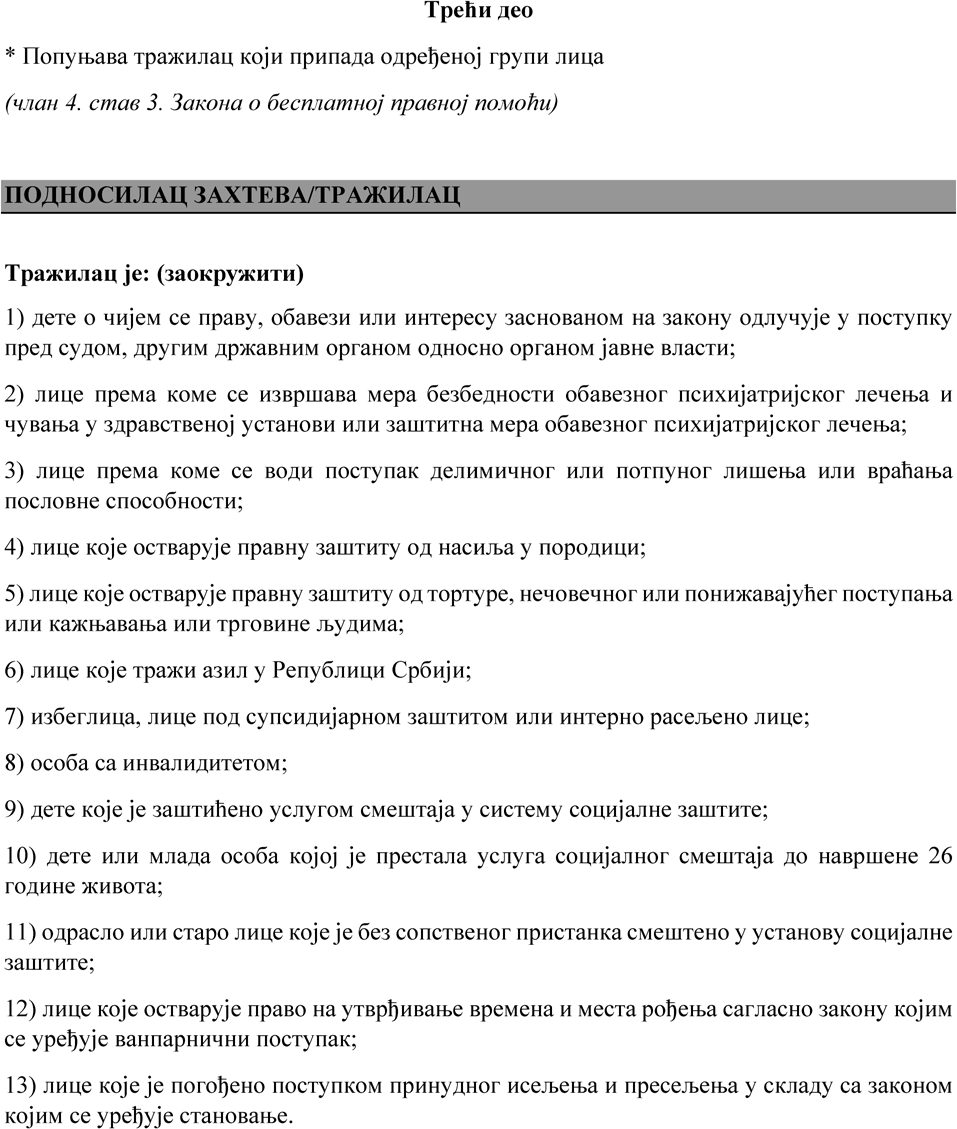 Трећи део
* Попуњава тражилац који припада одређеној групи лица
(члан 4. став 3. Закона о бесплатној правној помоћи)
ПОДНОСИЛАЦ ЗАХТЕВА/ТРАЖИЛАЦ
Тражилац је: (заокружити)
1) дете о чијем се праву, обавези или интересу заснованом на закону одлучује у поступку
пред судом, другим државним органом односно органом јавне власти;
2) лице према коме се извршава мера безбедности обавезног психијатријског лечења и
чувања у здравственој установи или заштитна мера обавезног психијатријског лечења;
3) лице према коме се води поступак делимичног или потпуног лишења или враћања
пословне способности;
4) лице које остварује правну заштиту од насиља у породици;
5) лице које остварује правну заштиту од тортуре, нечовечног или понижавајућег поступања
или кажњавања или трговине људима;
6) лице које тражи азил у Републици Србији;
7) избеглица, лице под супсидијарном заштитом или интерно расељено лице;
8) особа са инвалидитетом;
9) дете које је заштићено услугом смештаја у систему социјалне заштите;
10) дете или млада особа којој је престала услуга социјалног смештаја до навршене 26
године живота;
11) одрасло или старо лице које је без сопственог пристанка смештено у установу социјалне
заштите;
12) лице које остварује право на утврђивање времена и места рођења сагласно закону којим
се уређује ванпарнични поступак;
13) лице које је погођено поступком принудног исељења и пресељења у складу са законом
којим се уређује становање.